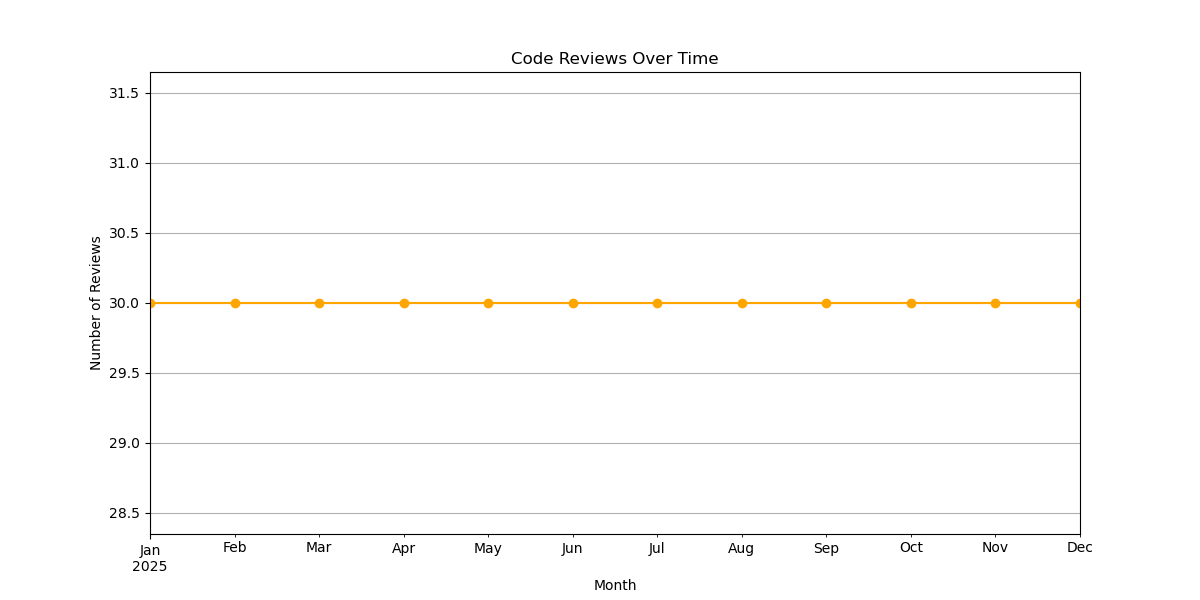 Code Reviews Over Time
31.5
31.0
30.5
30.0
29.5
29.0
28.5
Number of Reviews
Jan Feb Mar Apr May Jun Jul Aug Sep Oct Nov Dec
2025
Month